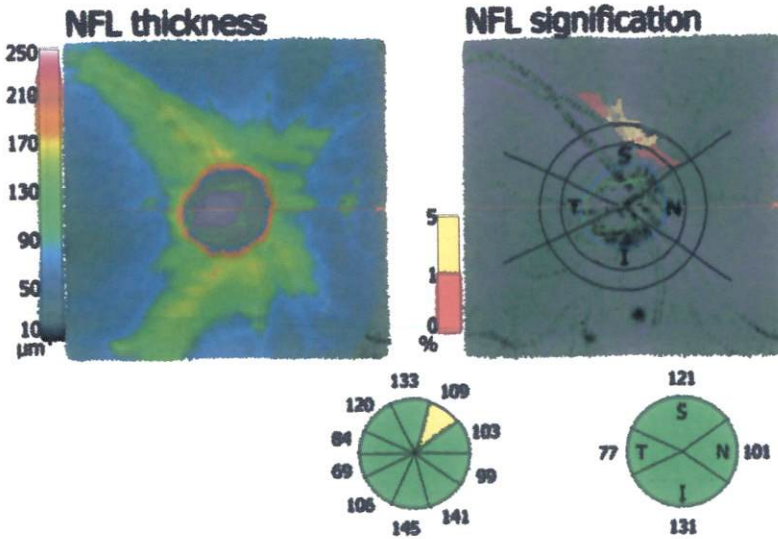 NFL thickness
NFL signification
250
210
170
130
90
50
10
µm
S
T N
I
5
1
0
%
133 109
120 103
84
69 99
106 141
145
121
S
77 T N 101
I
131